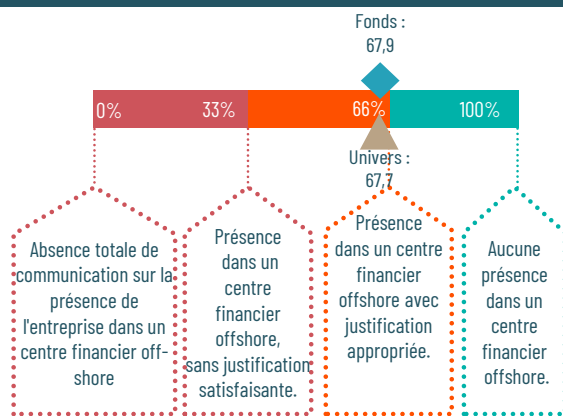 Fonds :
67,9
0%
33%
66%
100%
Univers :
67,7
Absence totale de
communication sur la
présence de
l'entreprise dans un
centre financier off-
shore
Présence
dans un
centre
financier
offshore,
sans justification
satisfaisante.
Présence
dans un centre
financier
offshore avec
justification
appropriée.
Aucune
présence
dans un
centre
financier
offshore.